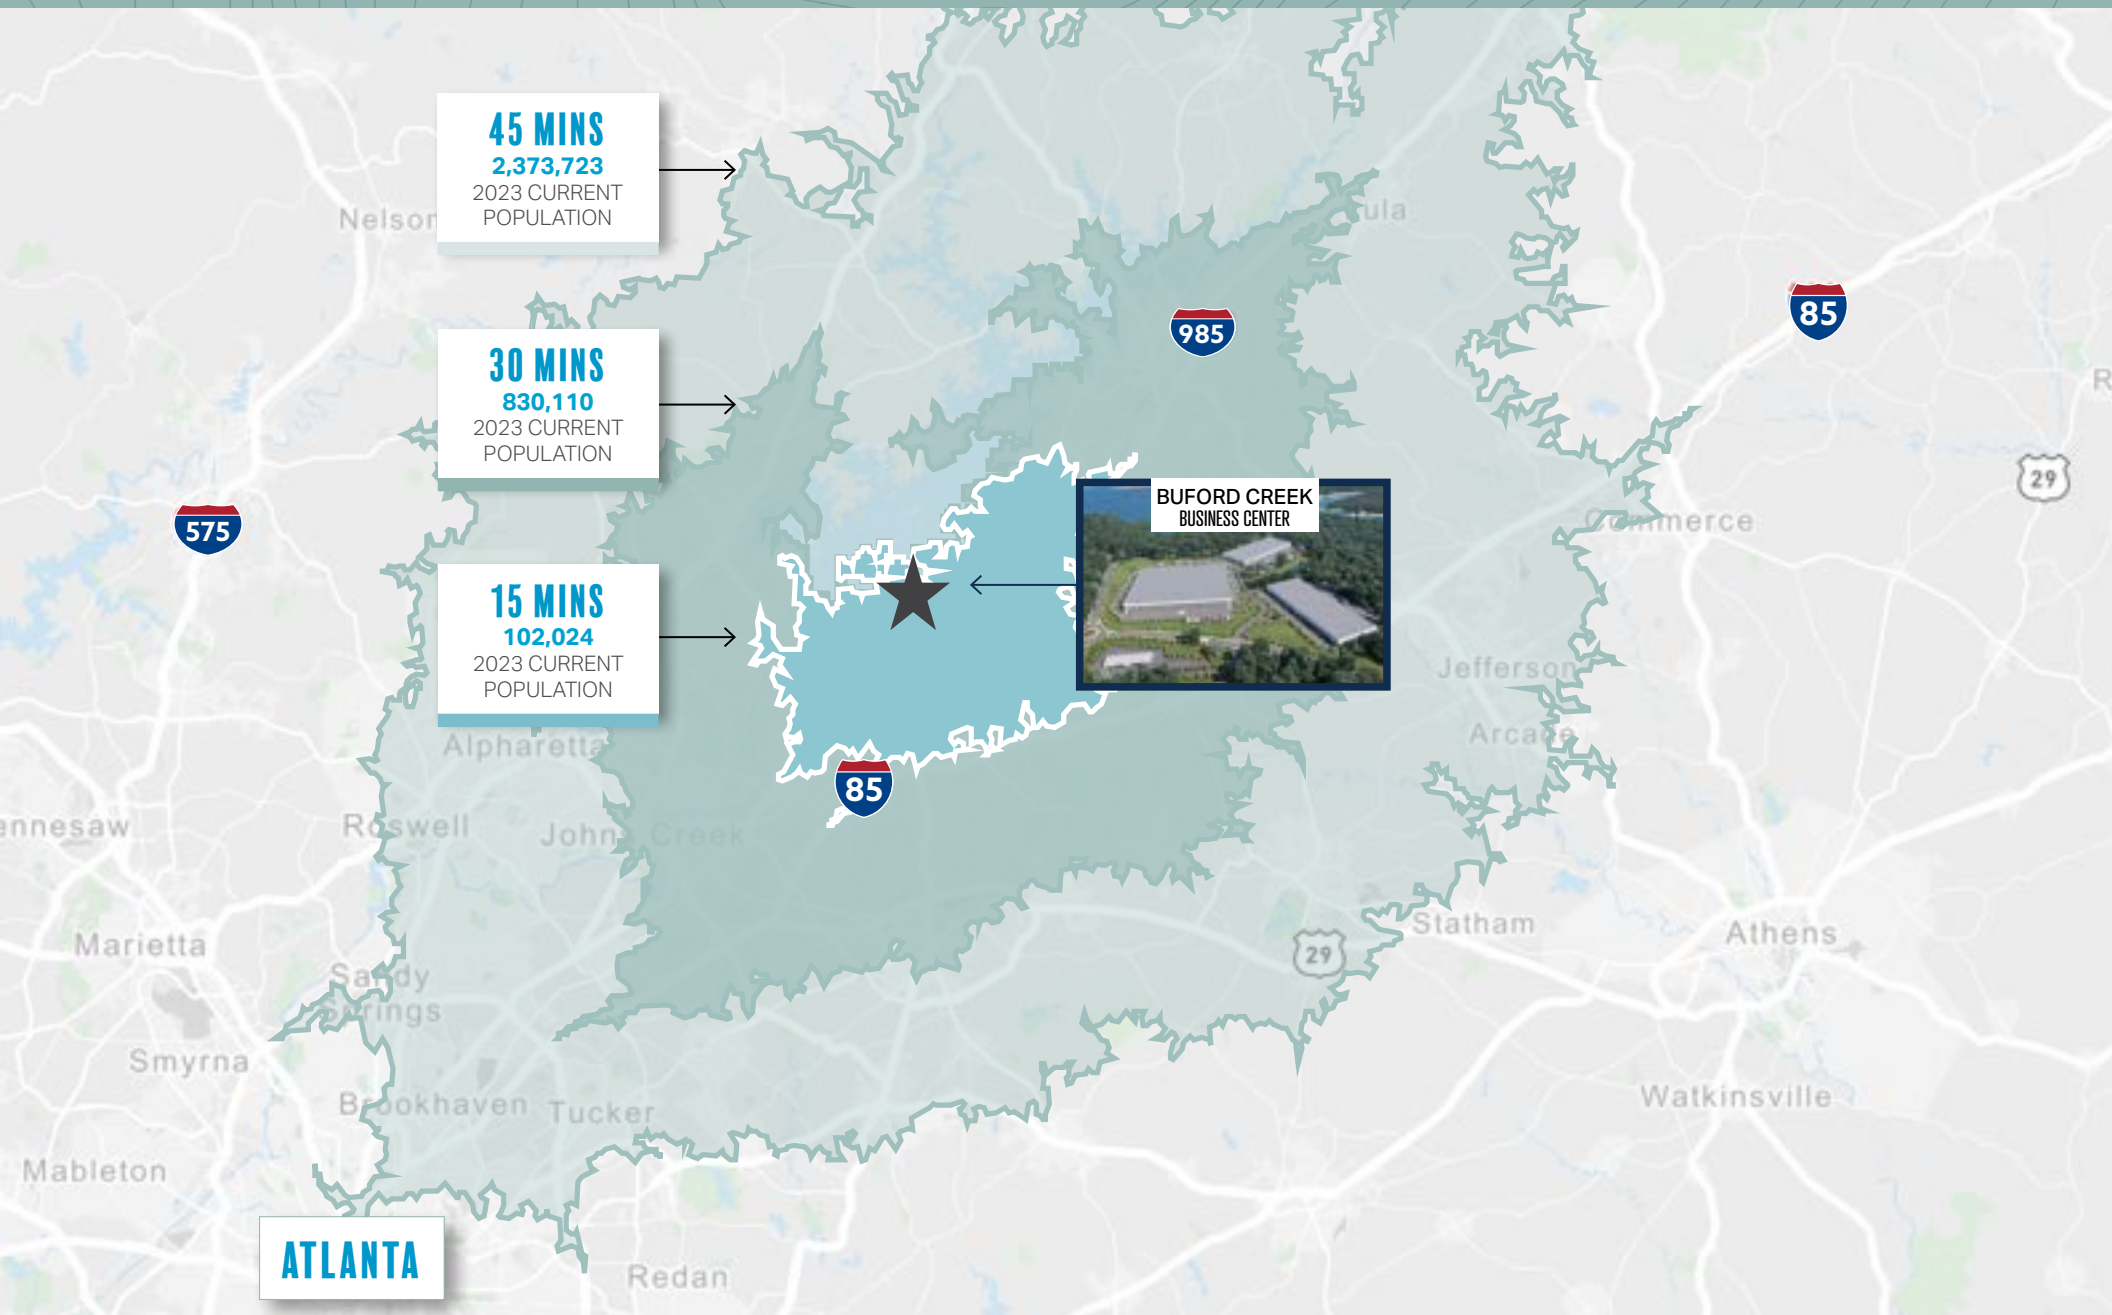 45 MINS
2,373,723
2023 CURRENT
POPULATION
Nelson
ula
985
85
30 MINS
830,110
2023 CURRENT
POPULATION
R
29
575
BUFORD CREEK
BUSINESS CENTER
Commerce
15 MINS
102,024
2023 CURRENT
POPULATION
Jefferson
Arcade
Alpharetta
85
ennesaw
Roswell
Johns Creek
Marietta
Statham
Athens
29
Sandy
Springs
Smyrna
Brookhaven
Tucker
Watkinsville
Mableton
ATLANTA
Redan